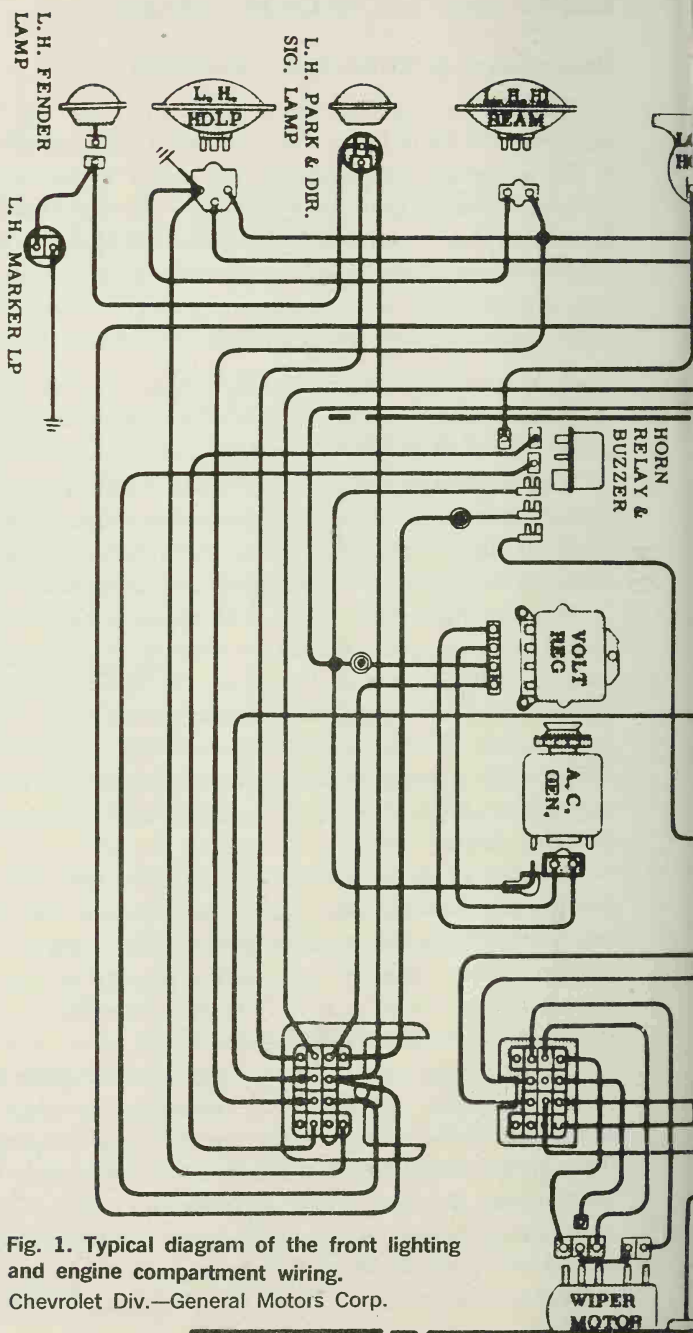 L. H. FENDER
LAMP
L. H.
HDLP
L. H. PARK & DIR.
SIG. LAMP
L. H. HI
BEAM
L. H. MARKER LP
HORN
RELAY &
BUZZER
VOLT
REG
A. C.
GEN.
Fig. 1. Typical diagram of the front lighting
and engine compartment wiring.
Chevrolet Div.—General Motors Corp.
WIPER
MOTOR